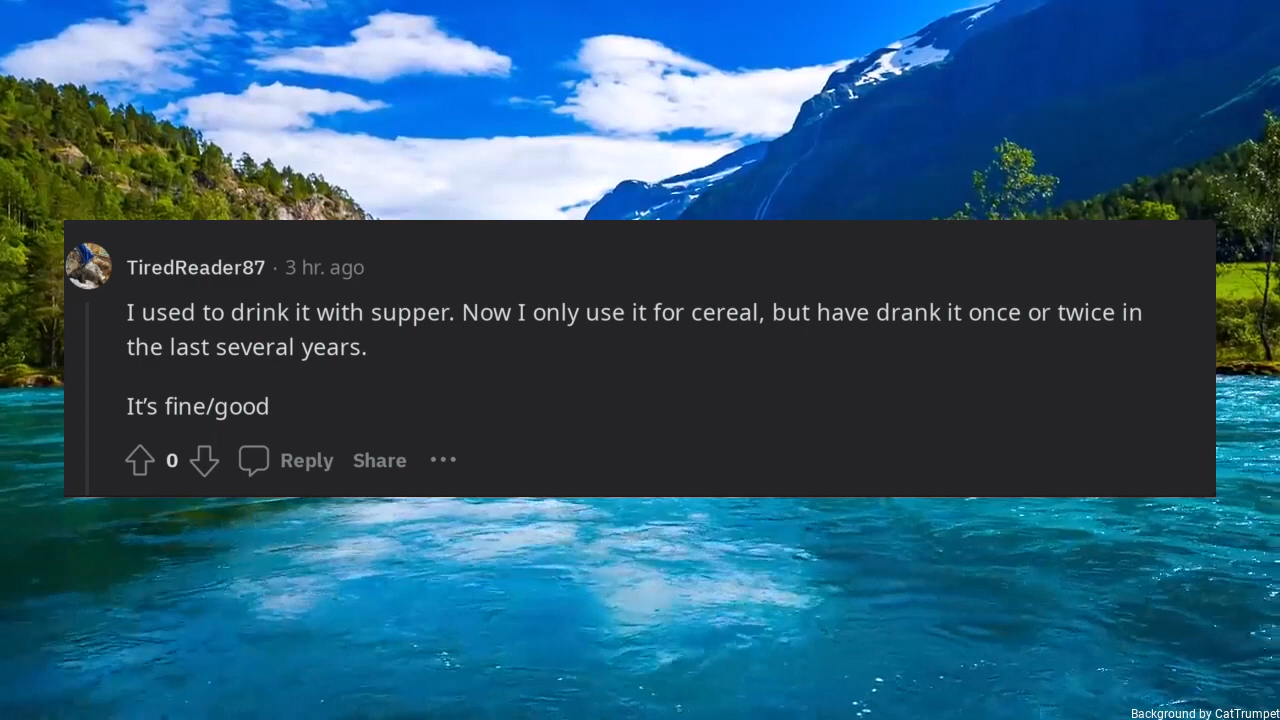 TiredReader87 · 3 hr. ago
I used to drink it with supper. Now I only use it for cereal, but have drank it once or twice in
the last several years.
It’s fine/good
0 Reply Share •••
Background by CatTrumpet